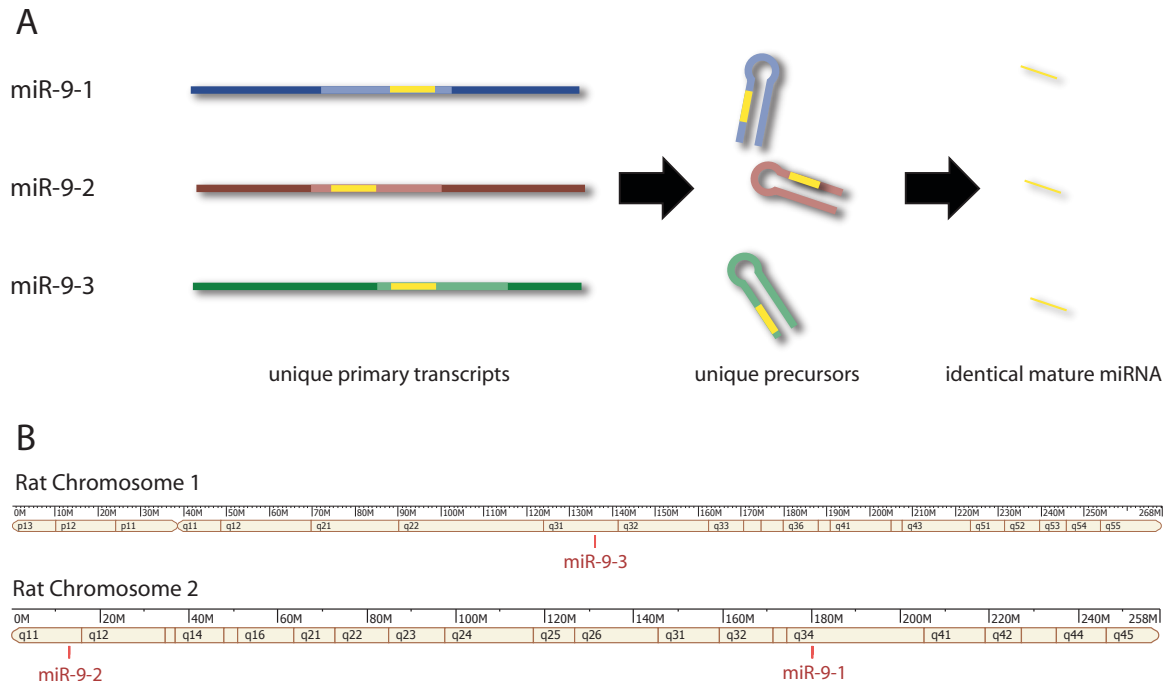 A
miR-9-1
miR-9-2
miR-9-3
unique primary transcripts unique precursors identical mature miRNA
B
Rat Chromosome 1
0M 10M 20M 30M 40M 50M 60M 70M 80M 90M 100M 110M 120M 130M 140M 150M 160M 170M 180M 190M 200M 210M 220M 230M 240M 250M 268M
p13 p12 p11 q11 q12 q21 q22 q31 q32 q33 q36 q41 q43 q51 q52 q53 q54 q55
miR-9-3
Rat Chromosome 2
0M 20M 40M 60M 80M 100M 120M 140M 160M 180M 200M 220M 240M 258M
q11 q12 q14 q16 q21 q22 q23 q24 q25 q26 q31 q32 q34 q41 q42 q44 q45
miR-9-2 miR-9-1